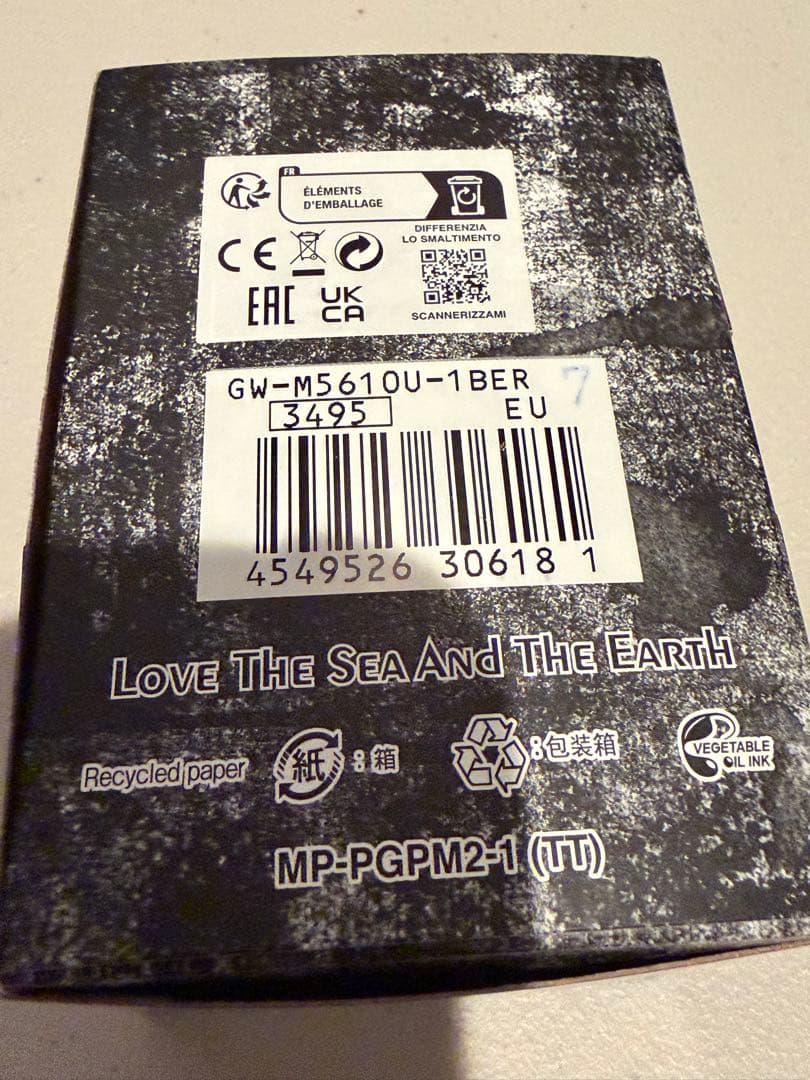 FR
ÉLÉMENTS
D'EMBALLAGE
DIFFERENZIA
LO SMALTIMENTO
CE
EAC
UK
CA
SCANNERIZZAMI
GW-M5610U-1BER 7
3495 EU
4549526 30618 1
LOVE THE SEA AND THE EARTH
Recycled paper 紙:箱 :包装箱 VEGETABLE
OIL INK
MP-PGPM2-1 (TT)